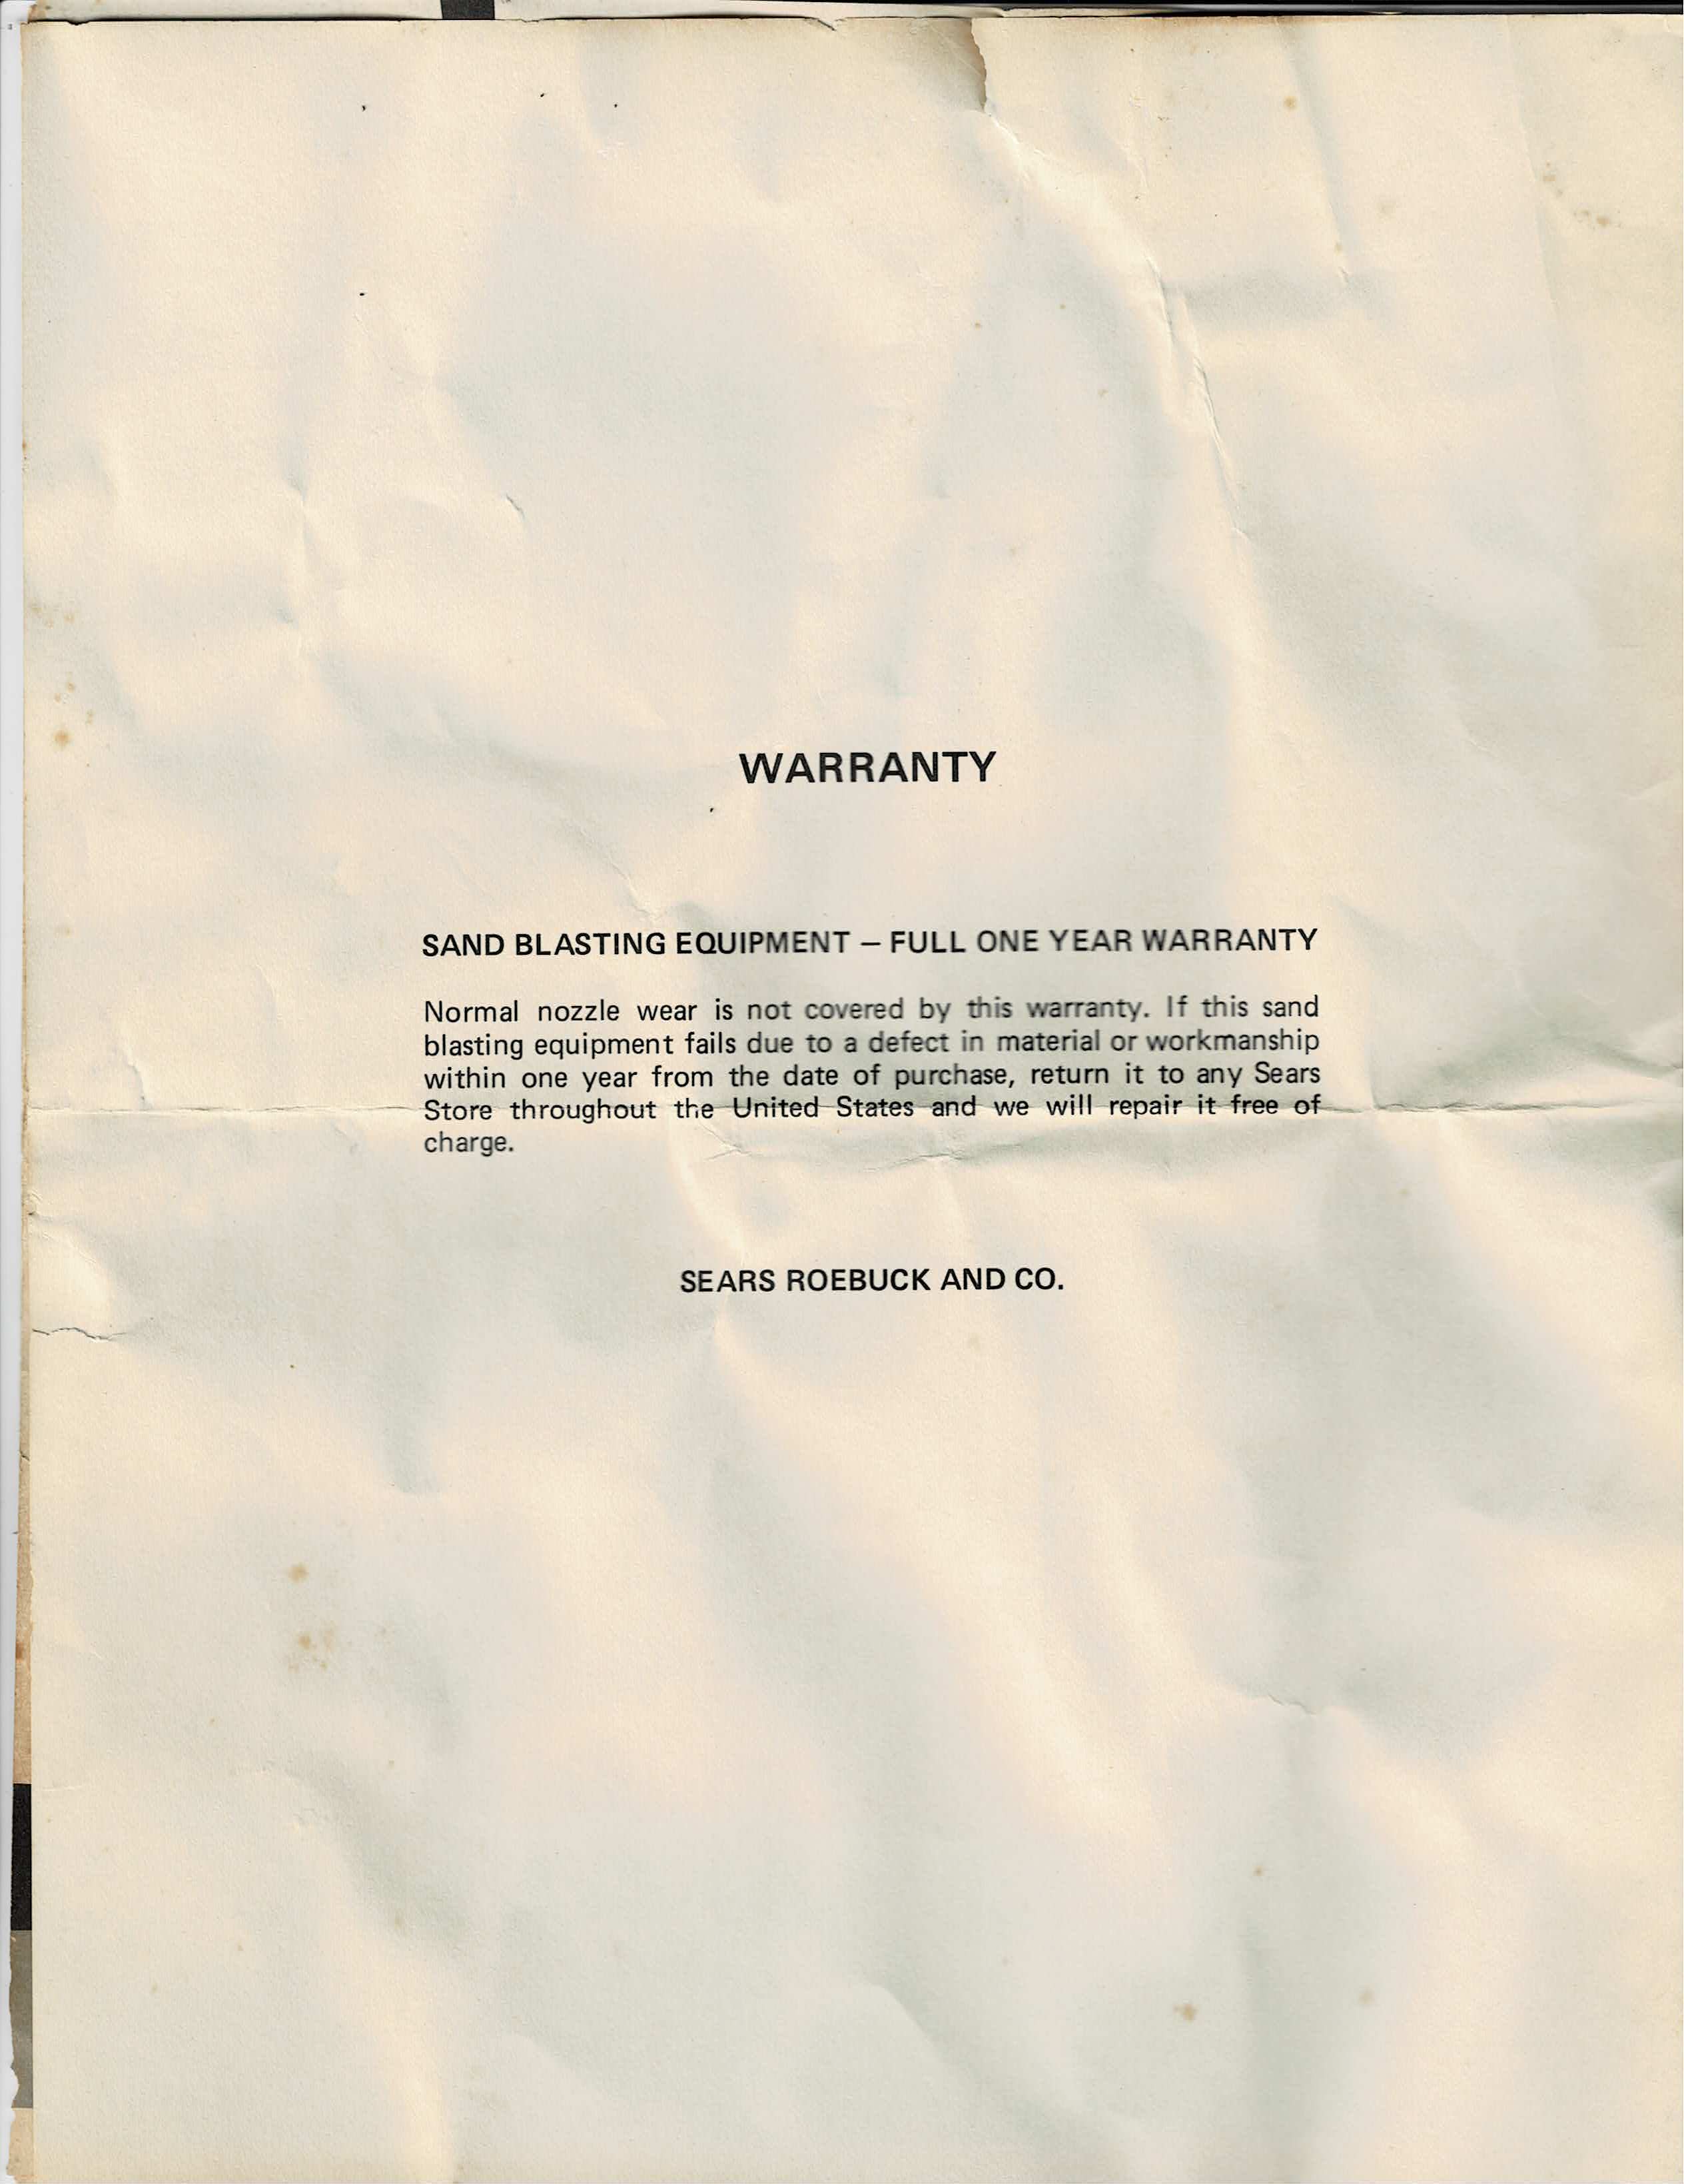 WARRANTY
SAND BLASTING EQUIPMENT – FULL ONE YEAR WARRANTY
Normal nozzle wear is not covered by this warranty. If this sand
blasting equipment fails due to a defect in material or workmanship
within one year from the date of purchase, return it to any Sears
Store throughout the United States and we will repair it free of
charge.
SEARS ROEBUCK AND CO.